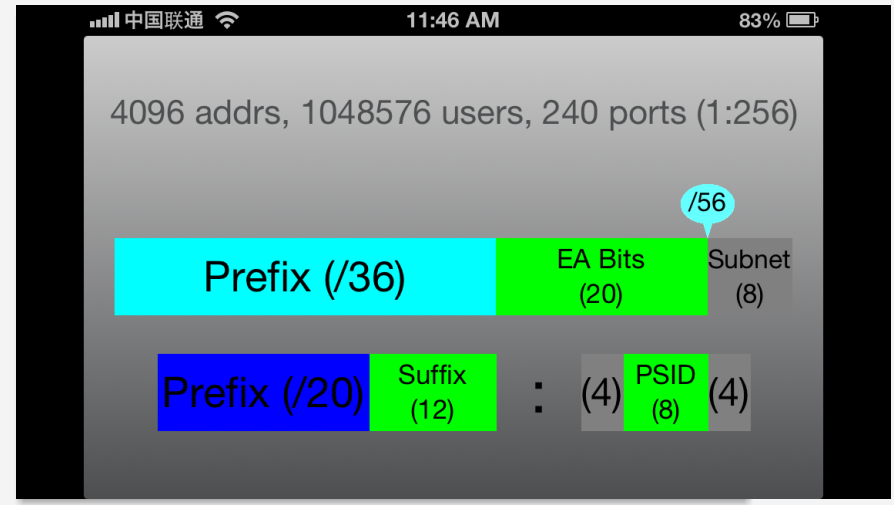 中国联通 11:46 AM 83%
4096 addrs, 1048576 users, 240 ports (1:256)
/56
Prefix (/36) EA Bits (20) Subnet (8)
Prefix (/20) Suffix (12) : (4) PSID (8) (4)